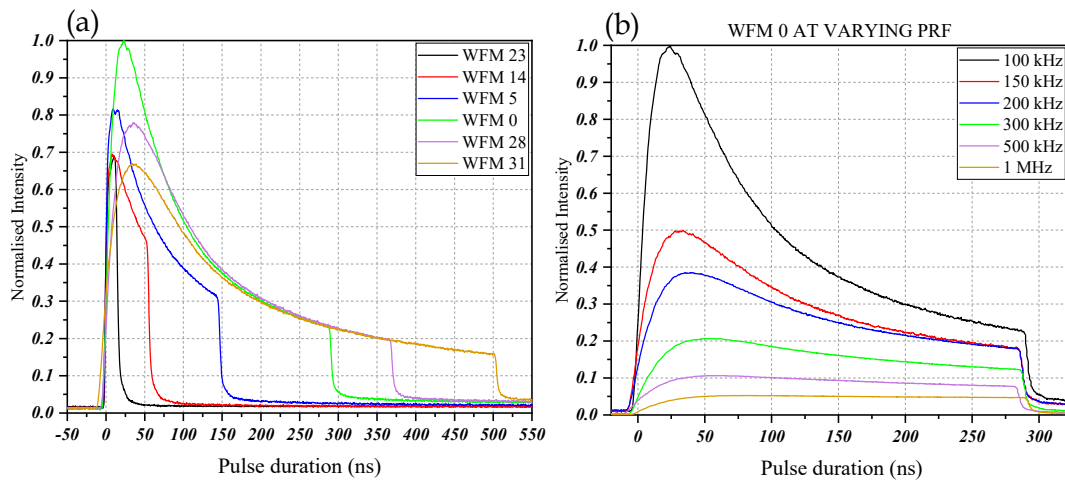 (a)
1.0
0.9
0.8
0.7
0.6
0.5
0.4
0.3
0.2
0.1
0.0
Normalised Intensity
WFM 23
WFM 14
WFM 5
WFM 0
WFM 28
WFM 31
-50 0 50 100 150 200 250 300 350 400 450 500 550
Pulse duration (ns)
(b)
WFM 0 AT VARYING PRF
1.0
0.9
0.8
0.7
0.6
0.5
0.4
0.3
0.2
0.1
0.0
Normalised Intensity
100 kHz
150 kHz
200 kHz
300 kHz
500 kHz
1 MHz
0 50 100 150 200 250 300
Pulse duration (ns)